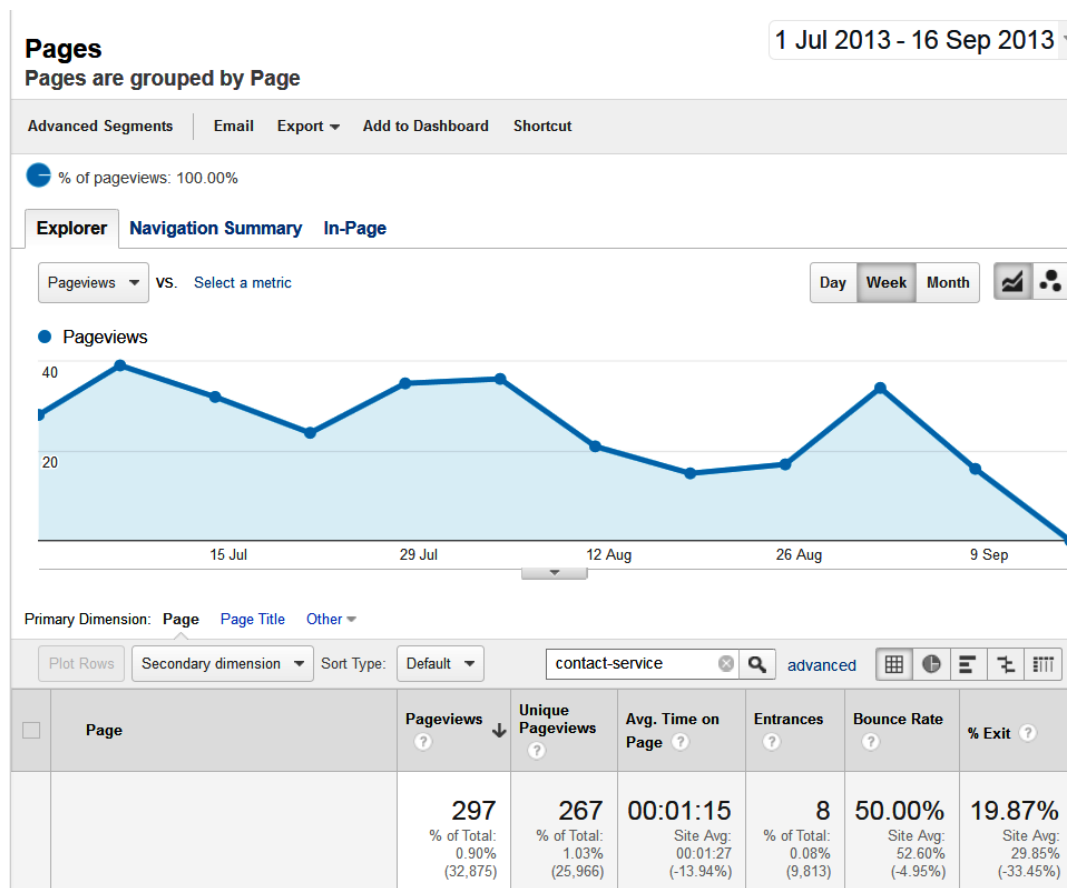 Pages
1 Jul 2013 - 16 Sep 2013
Pages are grouped by Page
Advanced Segments Email Export Add to Dashboard Shortcut
% of pageviews: 100.00%
Explorer Navigation Summary In-Page
Pageviews VS. Select a metric Day Week Month
Pageviews
40
20
15 Jul 29 Jul 12 Aug 26 Aug 9 Sep
Primary Dimension: Page Page Title Other
Plot Rows Secondary dimension Sort Type: Default contact-service advanced
Page Pageviews ? Unique Pageviews ? Avg. Time on Page ? Entrances ? Bounce Rate ? % Exit ?
297 267 00:01:15 8 50.00% 19.87%
% of Total: % of Total: Site Avg: % of Total: Site Avg: Site Avg:
0.90% 1.03% 00:01:27 0.08% 52.60% 29.85%
(32,875) (25,966) (-13.94%) (9,813) (-4.95%) (-33.45%)